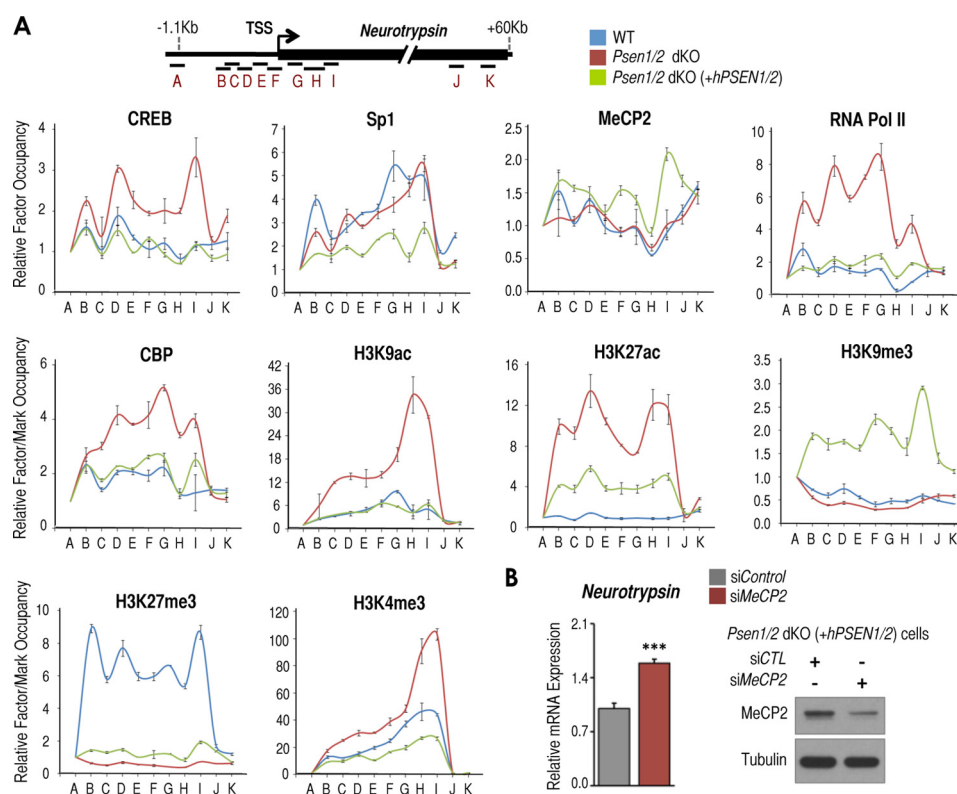 A
-1.1Kb
TSS
Neurotrypsin
+60Kb
A B C D E F G H I J K
WT
Psen1/2 dKO
Psen1/2 dKO (+hPSEN1/2)
CREB
Sp1
MeCP2
RNA Pol II
Relative Factor Occupancy
4
3
2
1
0
A B C D E F G H I J K
7
6
5
4
3
2
1
0
A B C D E F G H I J K
2.5
2.0
1.5
1.0
0.5
0.0
A B C D E F G H I J K
10
8
6
4
2
0
A B C D E F G H I J K
CBP
H3K9ac
H3K27ac
H3K9me3
Relative Factor/Mark Occupancy
6
4
2
0
A B C D E F G H I J K
42
36
30
24
18
12
6
0
A B C D E F G H I J K
16
12
8
4
0
A B C D E F G H I J K
3.5
3.0
2.5
2.0
1.5
1.0
0.5
0.0
A B C D E F G H I J K
H3K27me3
H3K4me3
Relative Factor/Mark Occupancy
10
8
6
4
2
0
A B C D E F G H I J K
120
100
80
60
40
20
0
A B C D E F G H I J K
B
Neurotrypsin
siControl
siMeCP2
Relative mRNA Expression
2.1
1.4
0.7
0.0
***
Psen1/2 dKO (+hPSEN1/2) cells
siCTL + -
siMeCP2 - +
MeCP2
Tubulin